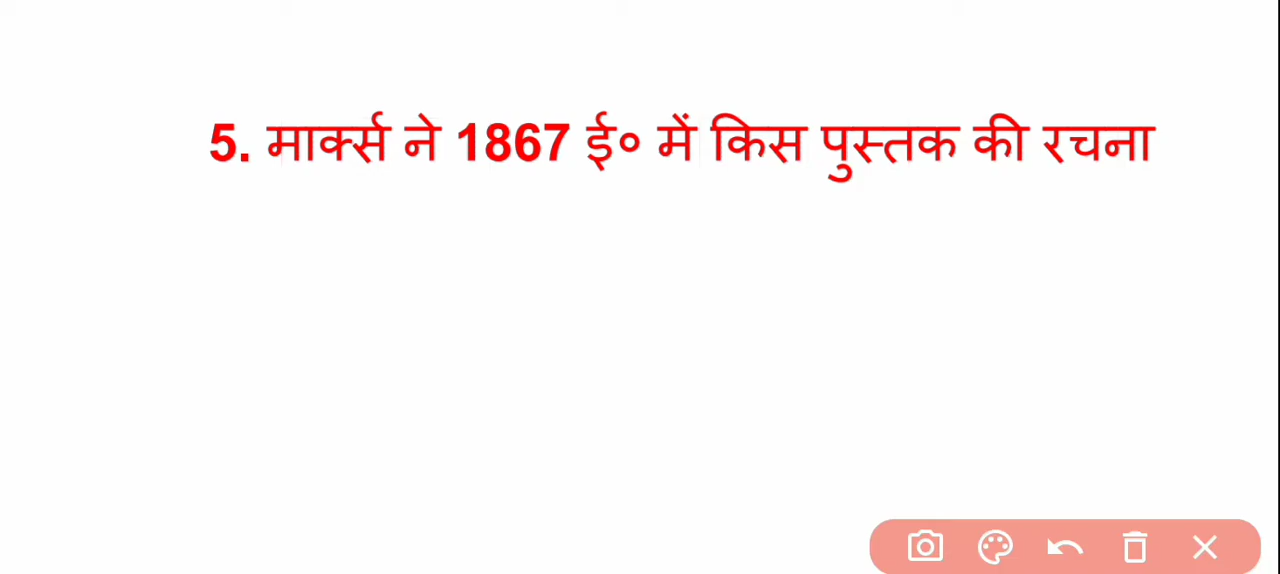 5. मार्क्स ने 1867 ई० में किस पुस्तक की रचना